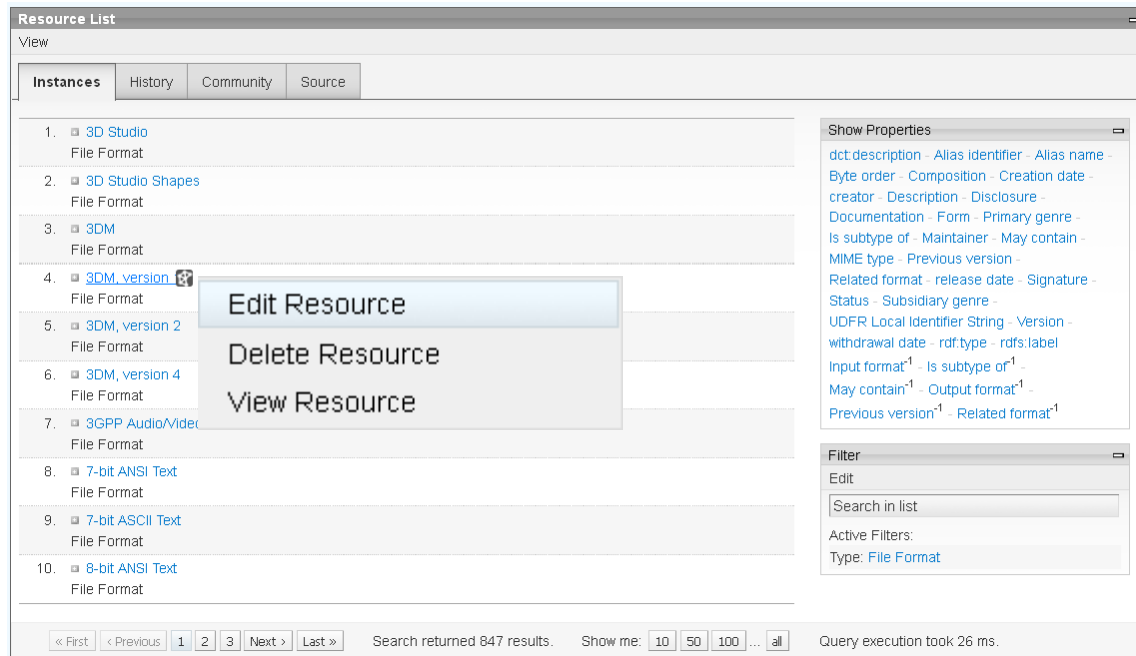 Resource List
View
Instances History Community Source
1. 3D Studio
File Format
2. 3D Studio Shapes
File Format
3. 3DM
File Format
4. 3DM, version
File Format
5. 3DM, version 2
File Format
6. 3DM, version 4
File Format
7. 3GPP Audio/Video
File Format
8. 7-bit ANSI Text
File Format
9. 7-bit ASCII Text
File Format
10. 8-bit ANSI Text
File Format
Edit Resource
Delete Resource
View Resource
Show Properties
dct:description - Alias identifier - Alias name -
Byte order - Composition - Creation date -
creator - Description - Disclosure -
Documentation - Form - Primary genre -
Is subtype of - Maintainer - May contain -
MIME type - Previous version -
Related format - release date - Signature -
Status - Subsidiary genre -
UDFR Local Identifier String - Version -
withdrawal date - rdf:type - rdfs:label
Input format-1 - Is subtype of-1 -
May contain-1 - Output format-1 -
Previous version-1 - Related format-1
Filter
Edit
Search in list
Active Filters:
Type: File Format
« First ‹ Previous 1 2 3 Next › Last » Search returned 847 results. Show me: 10 50 100 ... all Query execution took 26 ms.